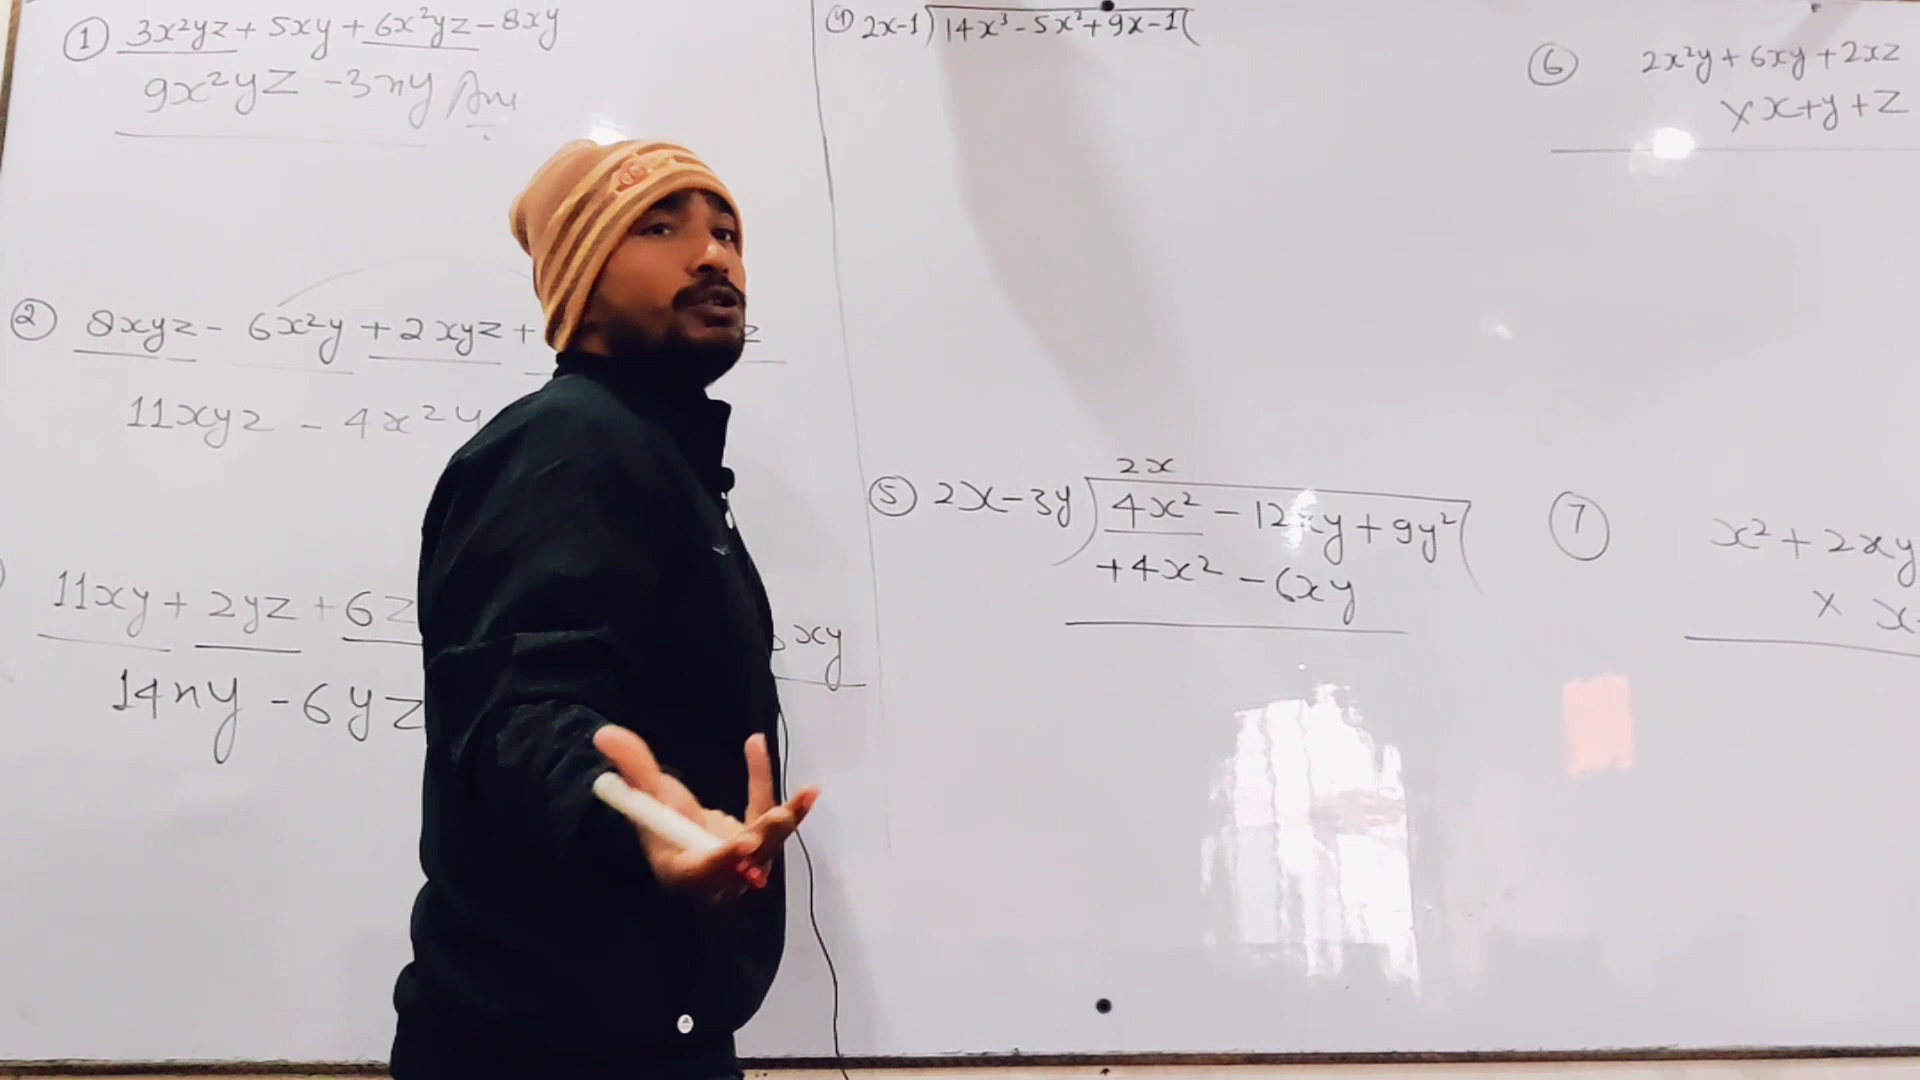 ① 3x²yz + 5xy + 6x²yz - 8xy
9x²yz - 3xy Ans
② 8xyz - 6x²y + 2xyz + z
11xyz - 4x²y
11xy + 2yz + 6z xy
14xy - 6yz
④ 2x-1) 14x³ - 5x² + 9x - 1(
2x
⑤ 2x-3y) 4x² - 12xy + 9y²(
+4x² - 6xy
⑥ 2x²y + 6xy + 2xz
× x+y+z
⑦ x² + 2xy
× x